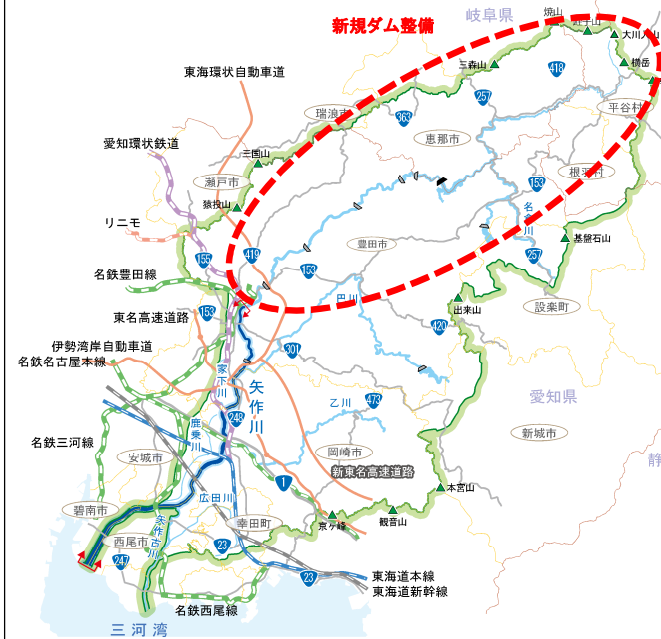 新規ダム整備
岐阜県
焼山
大川入山
横岳
三森山
418
257
平谷村
東海環状自動車道
瑞浪市
363
恵那市
愛知環状鉄道
三国山
瀬戸市
根羽村
153
猿投山
名倉川
リニモ
豊田市
碁盤石山
419
155
153
257
名鉄豊田線
巴川
出来山
設楽町
東名高速道路
153
420
伊勢湾岸自動車道
301
名鉄名古屋本線
家下川
矢作川
愛知県
473
乙川
248
鹿乗川
新城市
名鉄三河線
安城市
岡崎市
静
新東名高速道路
1
本宮山
広田川
碧南市
矢作古川
幸田町
京ヶ峰
観音山
西尾市
23
247
23
東海道本線
東海道新幹線
名鉄西尾線
三河湾